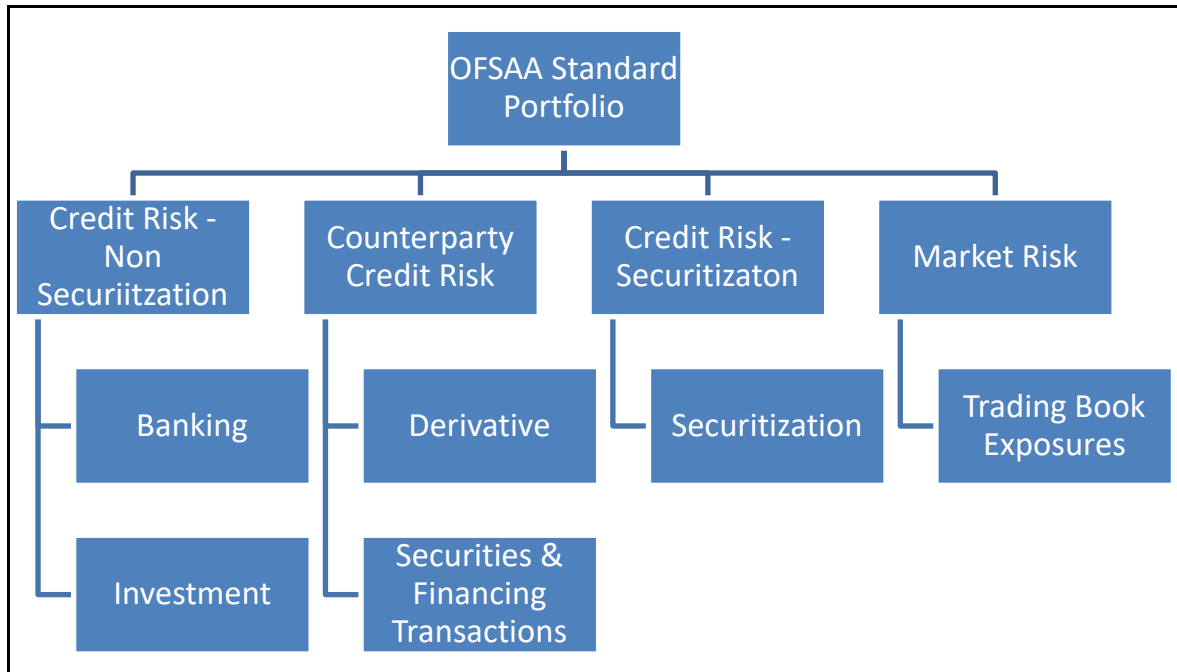 OFSAA Standard
Portfolio
Credit Risk -
Non
Securiitzation
Counterparty
Credit Risk
Credit Risk -
Securitizaton
Market Risk
Banking
Derivative
Securitization
Trading Book
Exposures
Investment
Securities &
Financing
Transactions